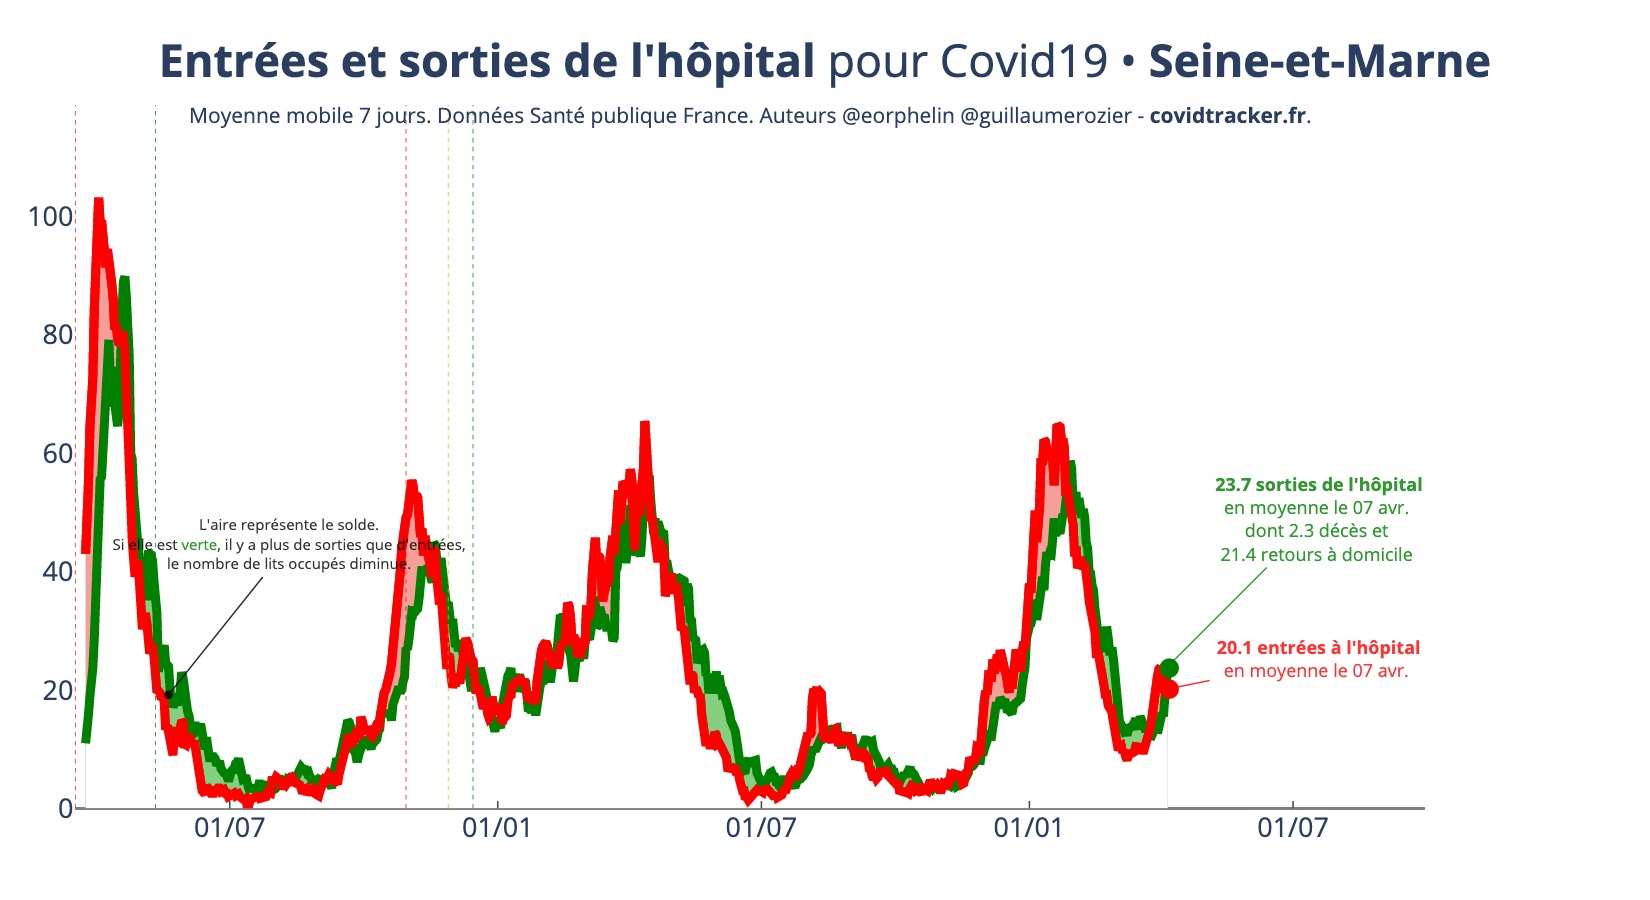 Entrées et sorties de l'hôpital pour Covid19 • Seine-et-Marne
Moyenne mobile 7 jours. Données Santé publique France. Auteurs @eorphelin @guillaumerozier - covidtracker.fr.
100
80
60
40
20
0
L'aire représente le solde.
Si elle est verte, il y a plus de sorties que d'entrées,
le nombre de lits occupés diminue.
23.7 sorties de l'hôpital
en moyenne le 07 avr.
dont 2.3 décès et
21.4 retours à domicile
20.1 entrées à l'hôpital
en moyenne le 07 avr.
01/07
01/01
01/07
01/01
01/07